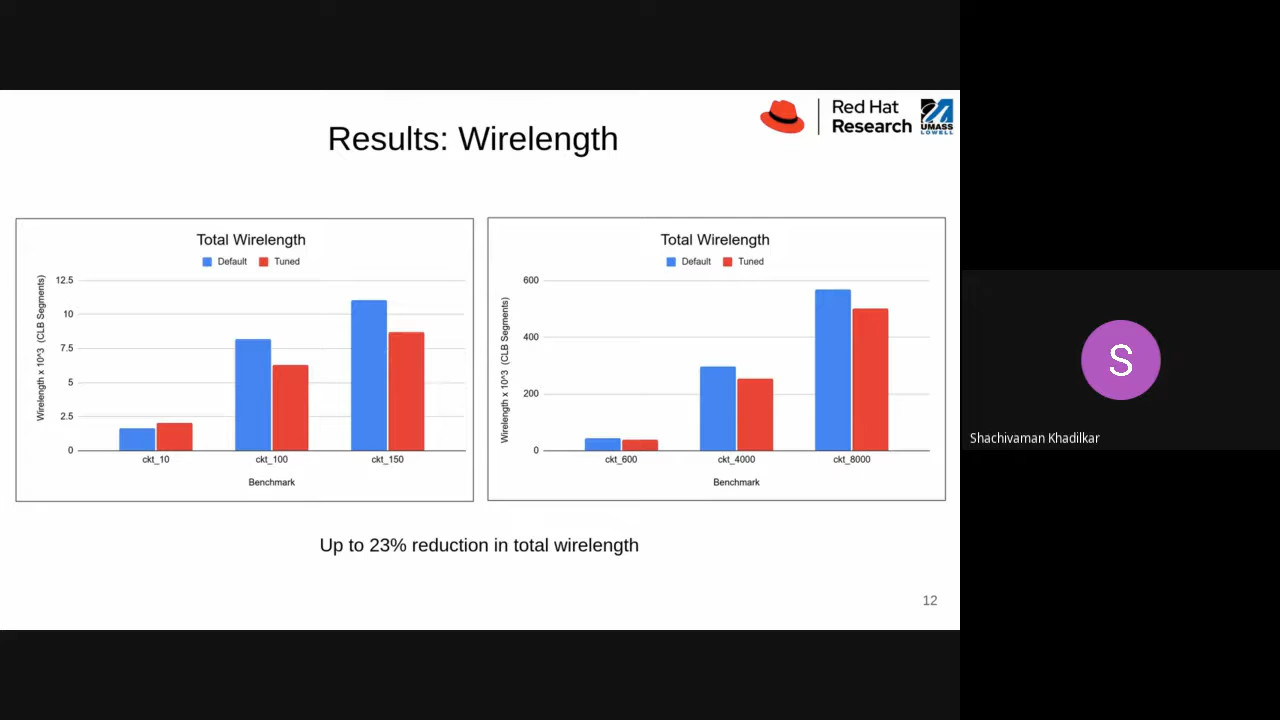 Red Hat
Research
UMASS
LOWELL
Results: Wirelength
Total Wirelength
Default Tuned
Wirelength x 10^3 (CLB Segments)
12.5
10
7.5
5
2.5
0
ckt_10 ckt_100 ckt_150
Benchmark
Total Wirelength
Default Tuned
Wirelength x 10^3 (CLB Segments)
600
400
200
0
ckt_600 ckt_4000 ckt_8000
Benchmark
Up to 23% reduction in total wirelength
12
S
Shachivaman Khadilkar